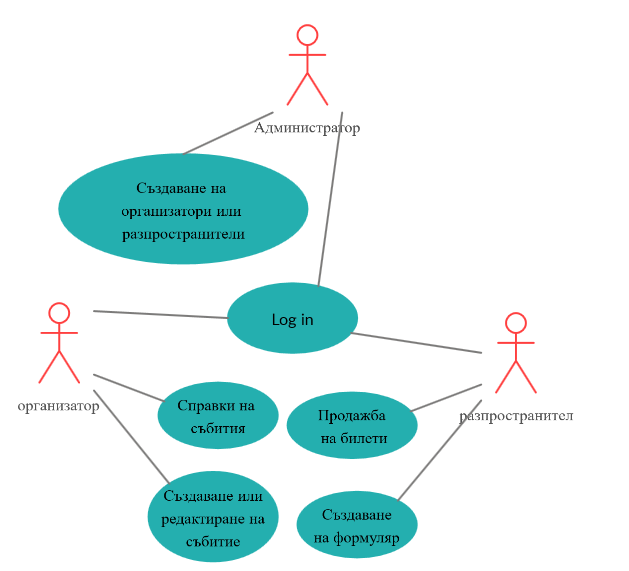 Администратор
Създаване на
организатори или
разпространители
Log in
организатор
Справки на
събития
Продажба
на билети
разпространител
Създаване или
редактиране на
събитие
Създаване
на формуляр